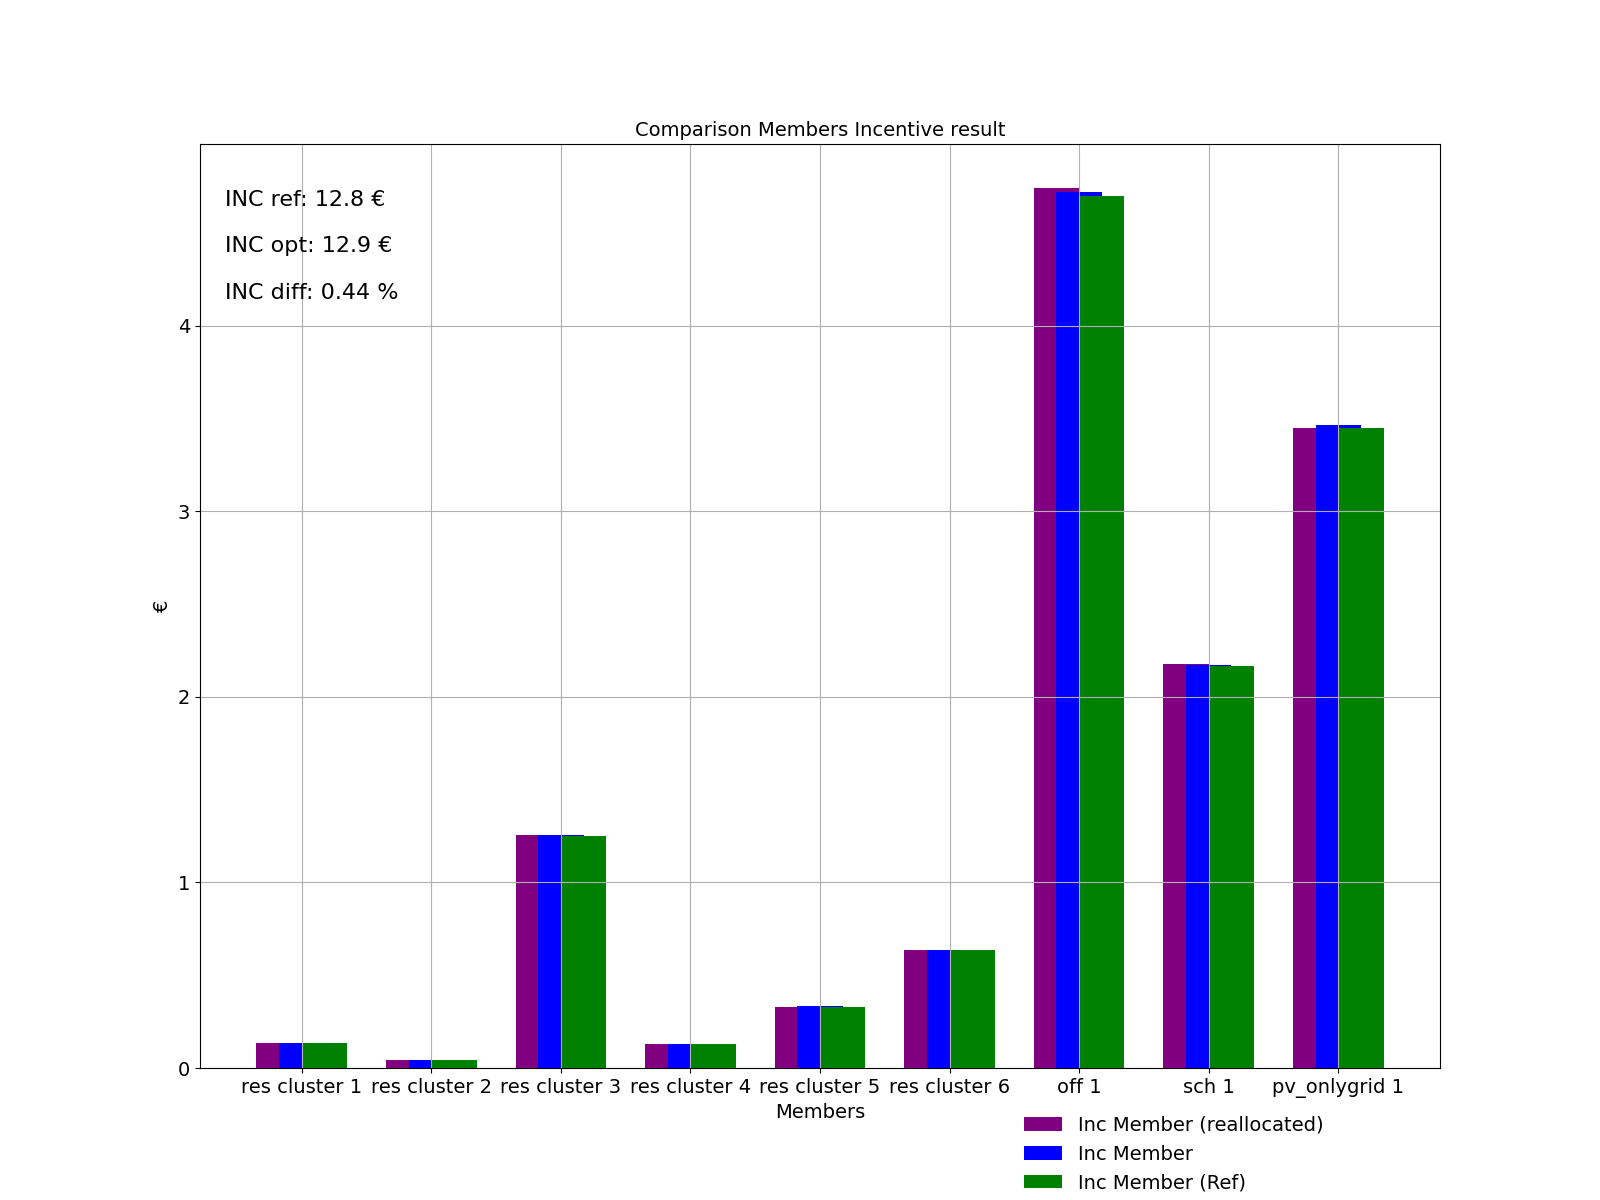 Comparison Members Incentive result
INC ref: 12.8 €
INC opt: 12.9 €
INC diff: 0.44 %
4
3
2
1
0
€
res cluster 1 res cluster 2 res cluster 3 res cluster 4 res cluster 5 res cluster 6 off 1 sch 1 pv_onlygrid 1
Members
Inc Member (reallocated)
Inc Member
Inc Member (Ref)